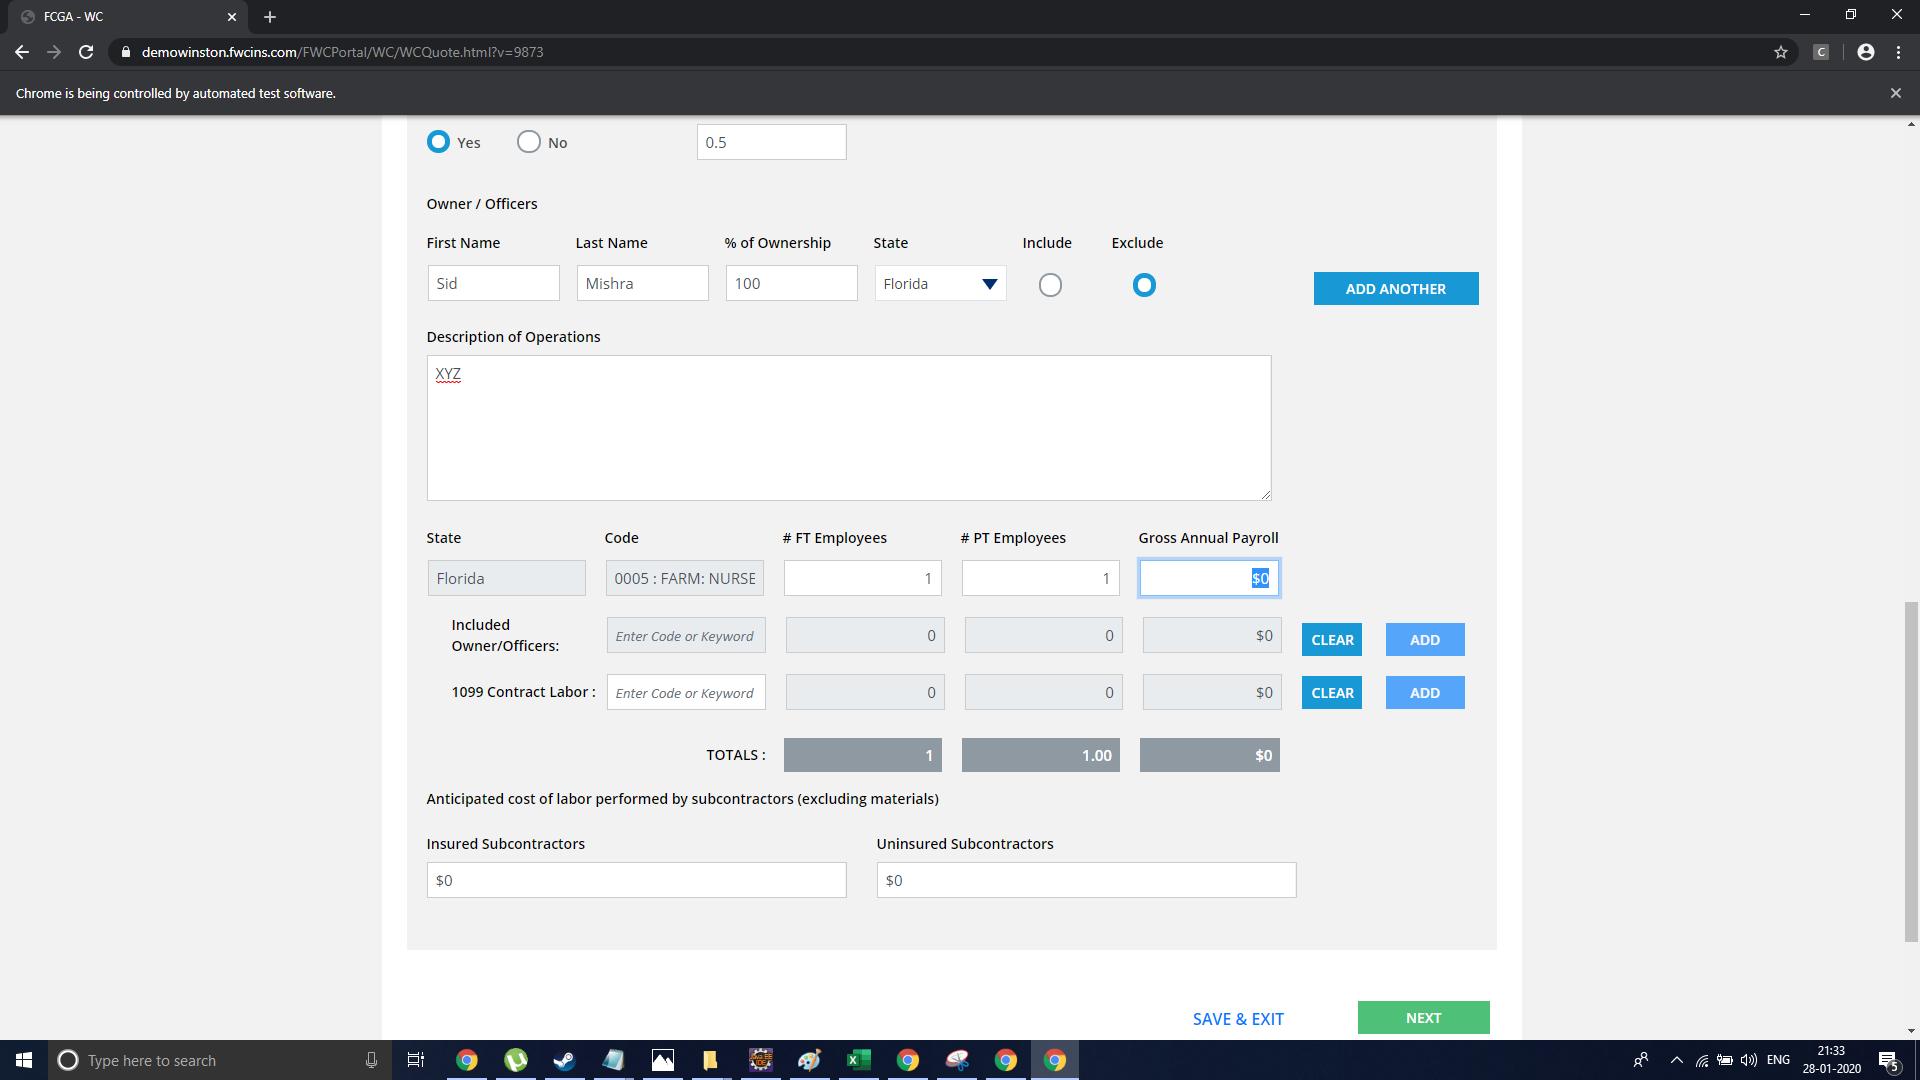 FCGA - WC
demowinston.fwcins.com/FWCPortal/WC/WCQuote.html?v=9873
C
Chrome is being controlled by automated test software.
Yes No 0.5
Owner / Officers
First Name Last Name % of Ownership State Include Exclude
Sid Mishra 100 Florida
ADD ANOTHER
Description of Operations
XYZ
State Code # FT Employees # PT Employees Gross Annual Payroll
Florida 0005 : FARM: NURSE 1 1 $0
Included
Owner/Officers:
Enter Code or Keyword 0 0 $0 CLEAR ADD
1099 Contract Labor : Enter Code or Keyword 0 0 $0 CLEAR ADD
TOTALS : 1 1.00 $0
Anticipated cost of labor performed by subcontractors (excluding materials)
Insured Subcontractors Uninsured Subcontractors
$0 $0
SAVE & EXIT NEXT
Type here to search
ENG
21:33
28-01-2020
5